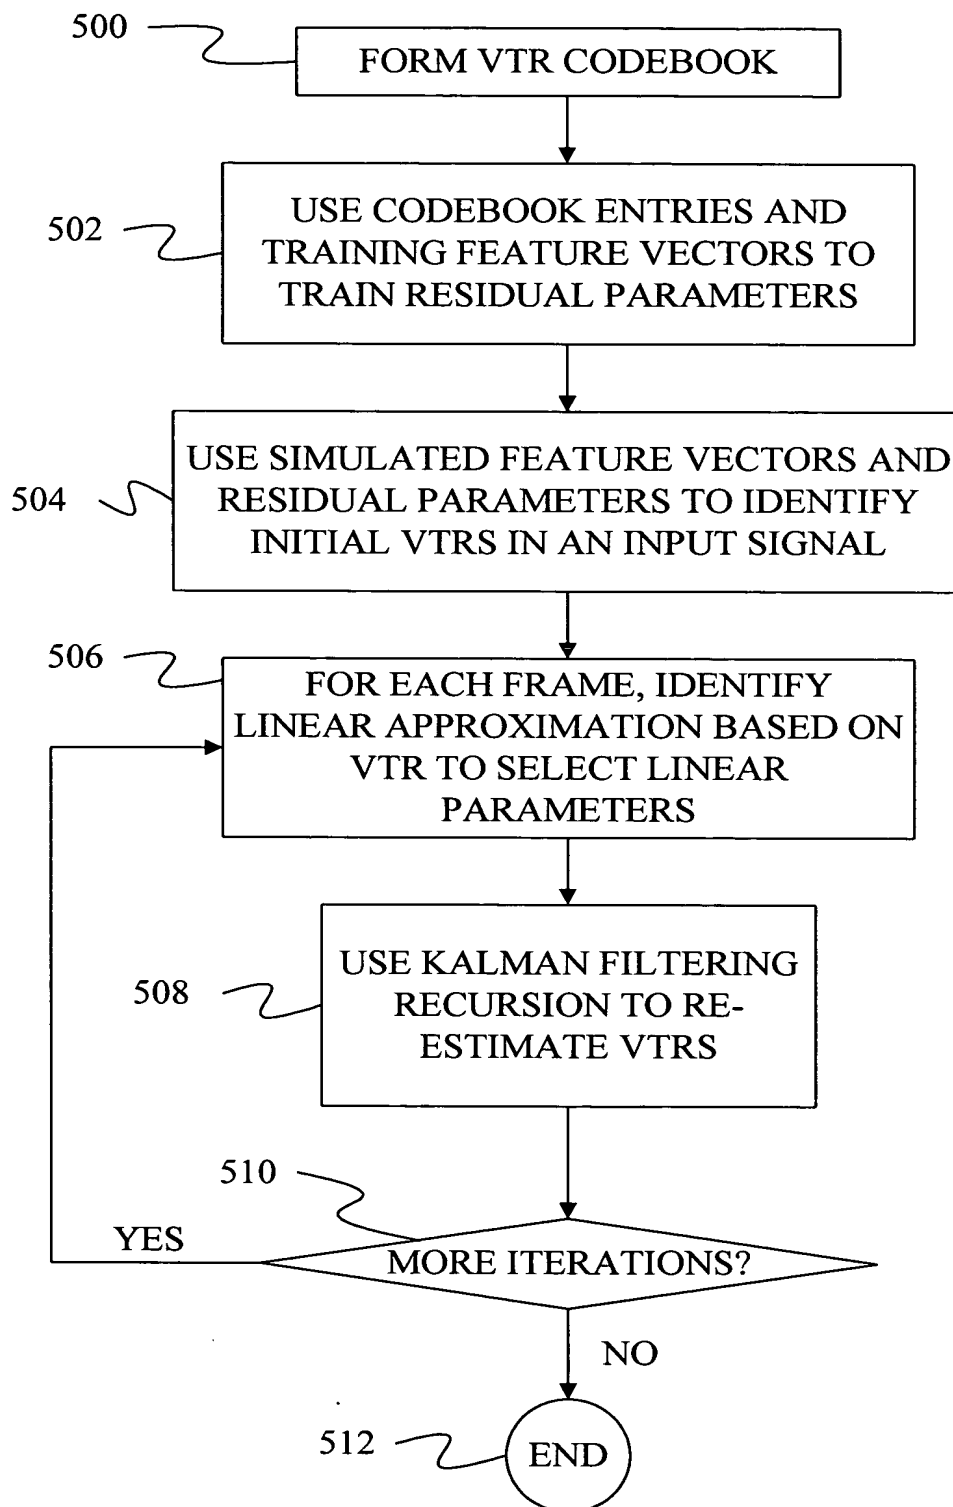 500
FORM VTR CODEBOOK
502
USE CODEBOOK ENTRIES AND
TRAINING FEATURE VECTORS TO
TRAIN RESIDUAL PARAMETERS
504
USE SIMULATED FEATURE VECTORS AND
RESIDUAL PARAMETERS TO IDENTIFY
INITIAL VTRS IN AN INPUT SIGNAL
506
FOR EACH FRAME, IDENTIFY
LINEAR APPROXIMATION BASED ON
VTR TO SELECT LINEAR
PARAMETERS
508
USE KALMAN FILTERING
RECURSION TO RE-
ESTIMATE VTRS
510
YES
MORE ITERATIONS?
NO
512
END